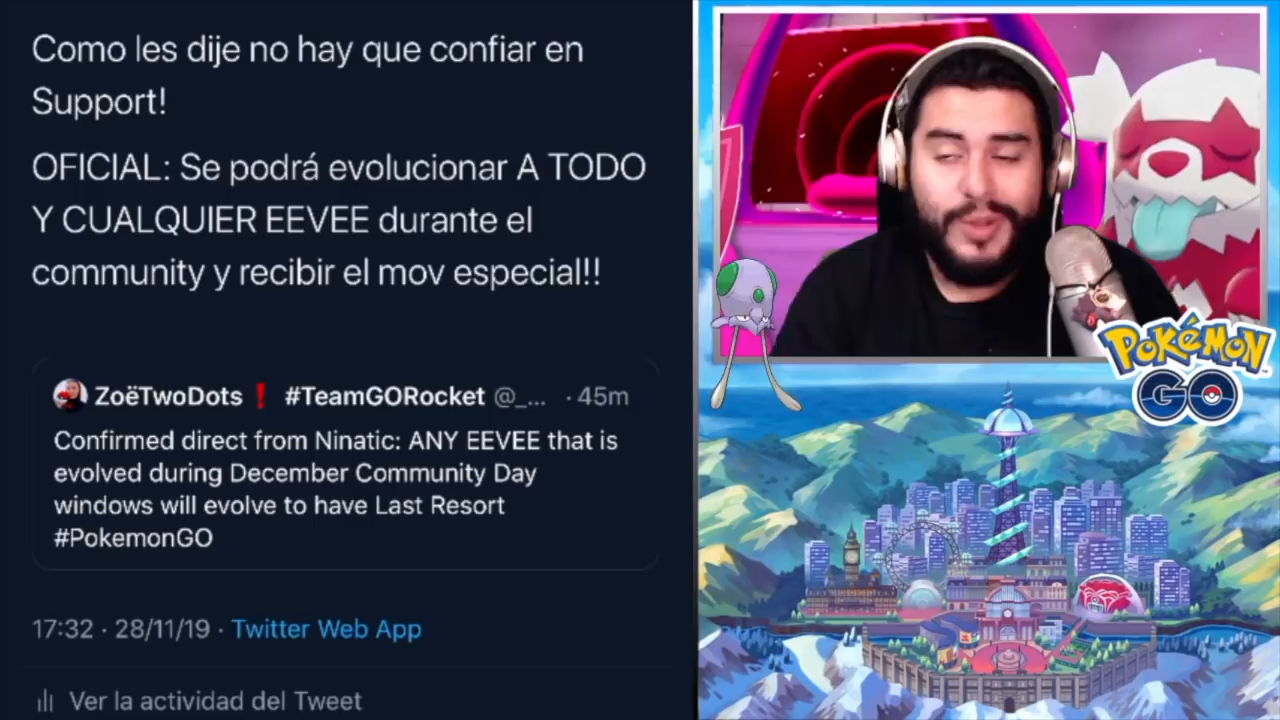 Como les dije no hay que confiar en
Support!
OFICIAL: Se podrá evolucionar A TODO
Y CUALQUIER EEVEE durante el
community y recibir el mov especial!!
ZoëTwoDots❗ #TeamGORocket @_... · 45m
Confirmed direct from Ninatic: ANY EEVEE that is
evolved during December Community Day
windows will evolve to have Last Resort
#PokemonGO
17:32 · 28/11/19 · Twitter Web App
Ver la actividad del Tweet
POKéMON
GO